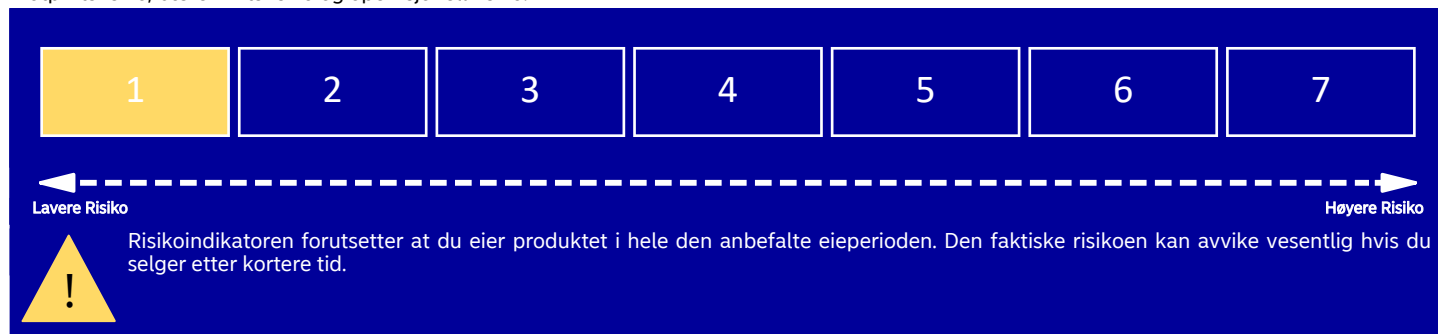 1 2 3 4 5 6 7
Lavere Risiko Høyere Risiko
Risikoindikatoren forutsetter at du eier produktet i hele den anbefalte eieperioden. Den faktiske risikoen kan avvike vesentlig hvis du
selger etter kortere tid.
!